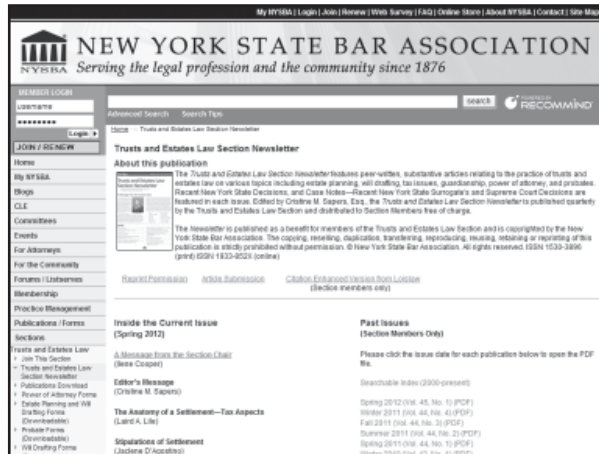 My NYSBA | Login | Join | Renew | Web Survey | FAQ | Online Store | About NYSBA | Contact | Site Map
NEW YORK STATE BAR ASSOCIATION
NYSBA
Serving the legal profession and the community since 1876
MEMBER LOGIN
username
Login
JOIN / RENEW
search
POWERED BY
RECOMMIND
Advanced Search Search Tips
Home
My NYSBA
Blogs
CLE
Committees
Events
For Attorneys
For the Community
Forums / Listserves
Membership
Practice Management
Publications / Forms
Sections
Trusts and Estates Law
Join This Section
Trusts and Estates Law
Section Newsletter
Publications Download
Power of Attorney Forms
Estate Planning and Will
Drafting Forms
(Downloadable)
Probate Forms
(Downloadable)
Will Drafting Forms
Home → Trusts and Estates Law Section Newsletter
Trusts and Estates Law Section Newsletter
About this publication
The Trusts and Estates Law Section Newsletter features peer-written, substantive articles relating to the practice of trusts and
estates law on various topics including estate planning, will drafting, tax issues, guardianship, power of attorney, and probates.
Recent New York State Decisions, and Case Notes—Recent New York State Surrogate's and Supreme Court Decisions are
featured in each issue. Edited by Cristine M. Sapers, Esq., the Trusts and Estates Law Section Newsletter is published quarterly
by the Trusts and Estates Law Section and distributed to Section Members free of charge.
The Newsletter is published as a benefit for members of the Trusts and Estates Law Section and is copyrighted by the New
York State Bar Association. The copying, reselling, duplication, transferring, reproducing, reusing, retaining or reprinting of this
publication is strictly prohibited without permission. © New York State Bar Association. All rights reserved. ISSN 1530-3896
(print) ISSN 1933-852X (online)
Reprint Permission Article Submission Citation Enhanced Version from Loislaw
(Section members only)
Inside the Current Issue
(Spring 2012)
A Message from the Section Chair
(Ilene Cooper)
Editor's Message
(Cristine M. Sapers)
The Anatomy of a Settlement—Tax Aspects
(Laird A. Lile)
Stipulations of Settlement
(Jaclene D'Agostino)
Past Issues
(Section Members Only)
Please click the issue date for each publication below to open the PDF
file.
Searchable Index (2000-present)
Spring 2012 (Vol. 45, No. 1) (PDF)
Winter 2011 (Vol. 44, No. 4) (PDF)
Fall 2011 (Vol. 44, No. 3) (PDF)
Summer 2011 (Vol. 44, No. 2) (PDF)
Spring 2011 (Vol. 44, No. 1) (PDF)